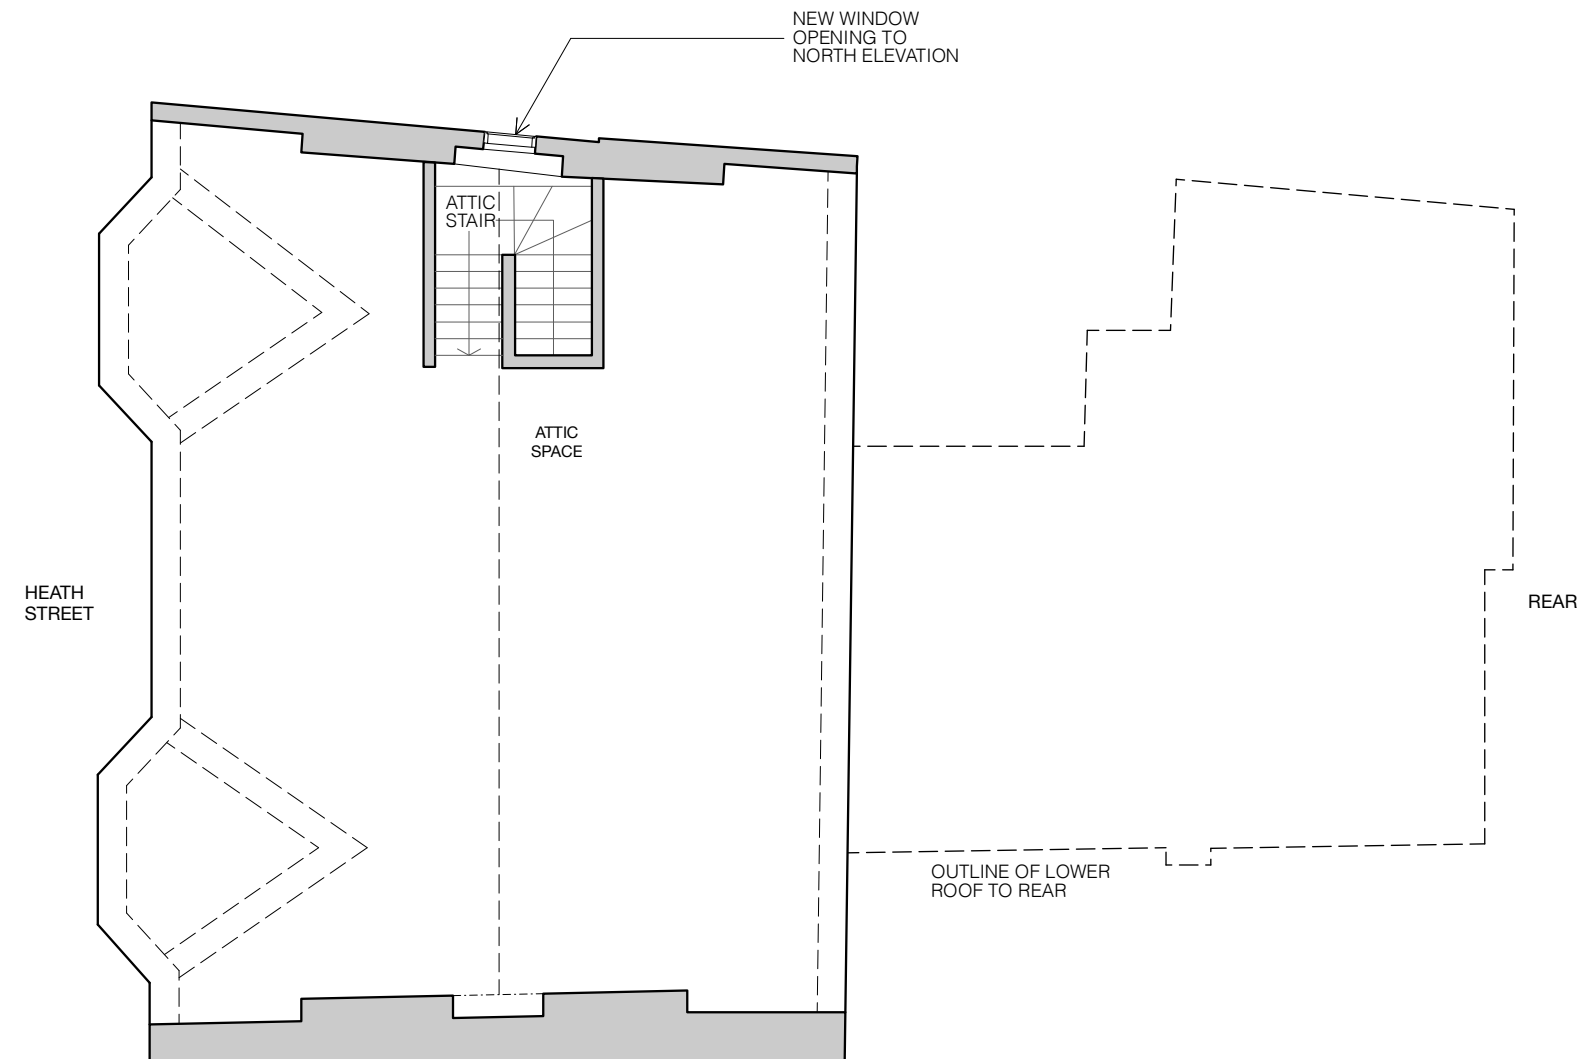 NEW WINDOW
OPENING TO
NORTH ELEVATION
ATTIC
STAIR
ATTIC
SPACE
HEATH
STREET
REAR
OUTLINE OF LOWER
ROOF TO REAR